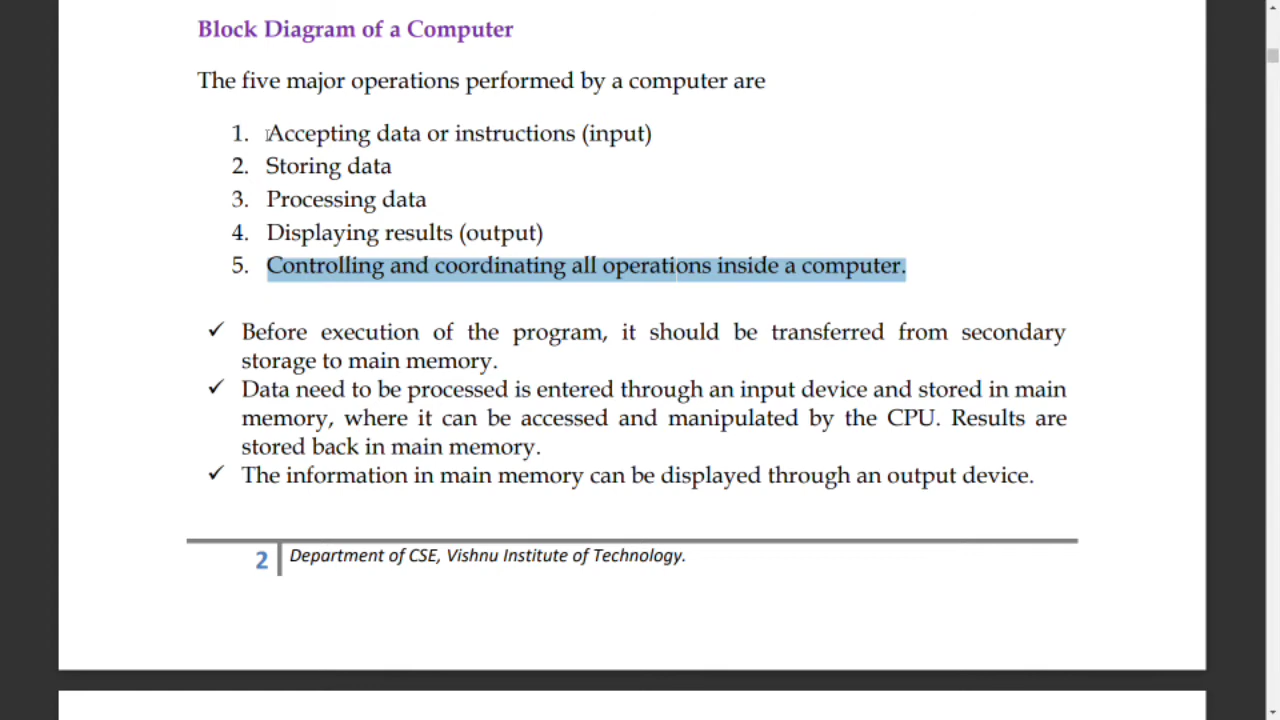 Block Diagram of a Computer
The five major operations performed by a computer are
1. Accepting data or instructions (input)
2. Storing data
3. Processing data
4. Displaying results (output)
5. Controlling and coordinating all operations inside a computer.
✓ Before execution of the program, it should be transferred from secondary
storage to main memory.
✓ Data need to be processed is entered through an input device and stored in main
memory, where it can be accessed and manipulated by the CPU. Results are
stored back in main memory.
✓ The information in main memory can be displayed through an output device.
2 Department of CSE, Vishnu Institute of Technology.